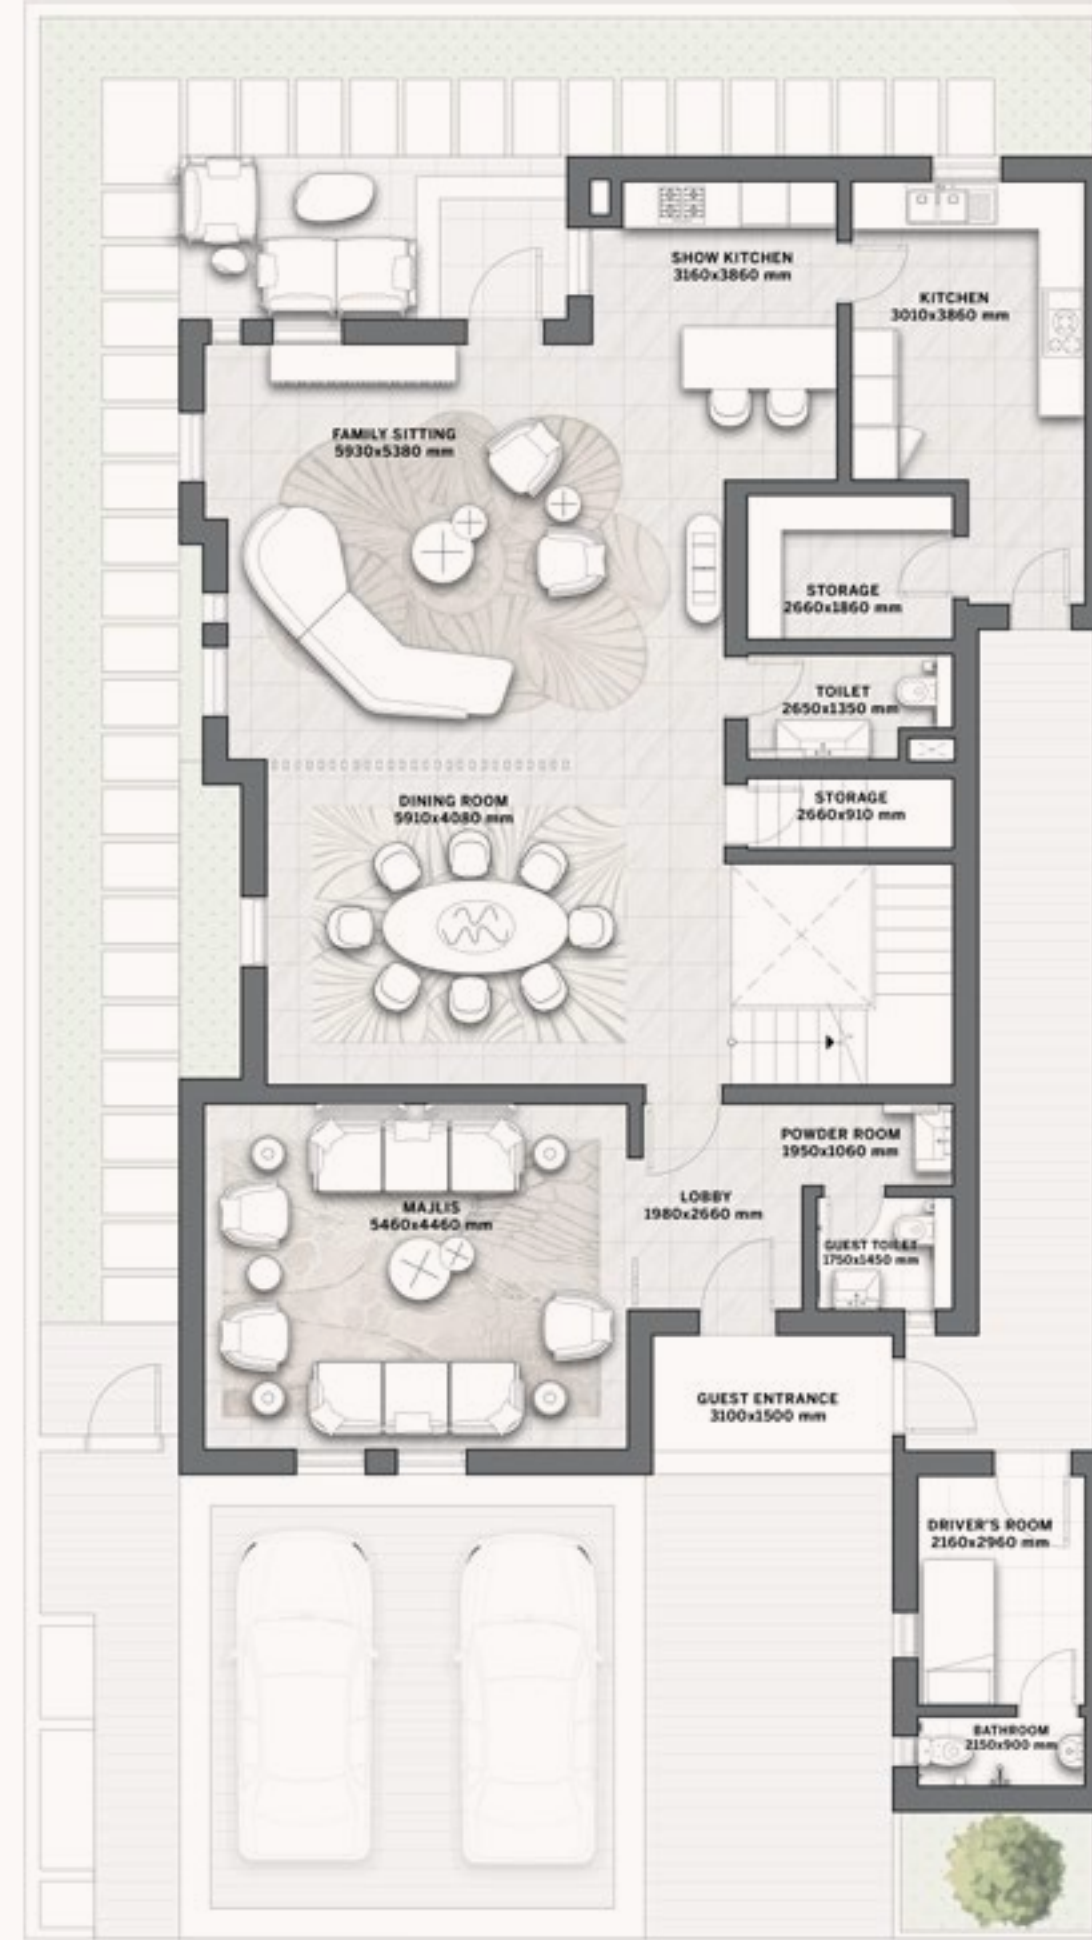 SHOW KITCHEN
3160x3860 mm
KITCHEN
3010x3860 mm
FAMILY SITTING
5930x5380 mm
STORAGE
2660x1860 mm
TOILET
2650x1350 mm
STORAGE
2660x910 mm
DINING ROOM
5910x4080 mm
POWDER ROOM
1950x1060 mm
LOBBY
1980x2660 mm
MAJLIS
5460x4460 mm
GUEST TOILET
1750x1450 mm
GUEST ENTRANCE
3100x1500 mm
DRIVER'S ROOM
2160x2960 mm
BATHROOM
2150x900 mm